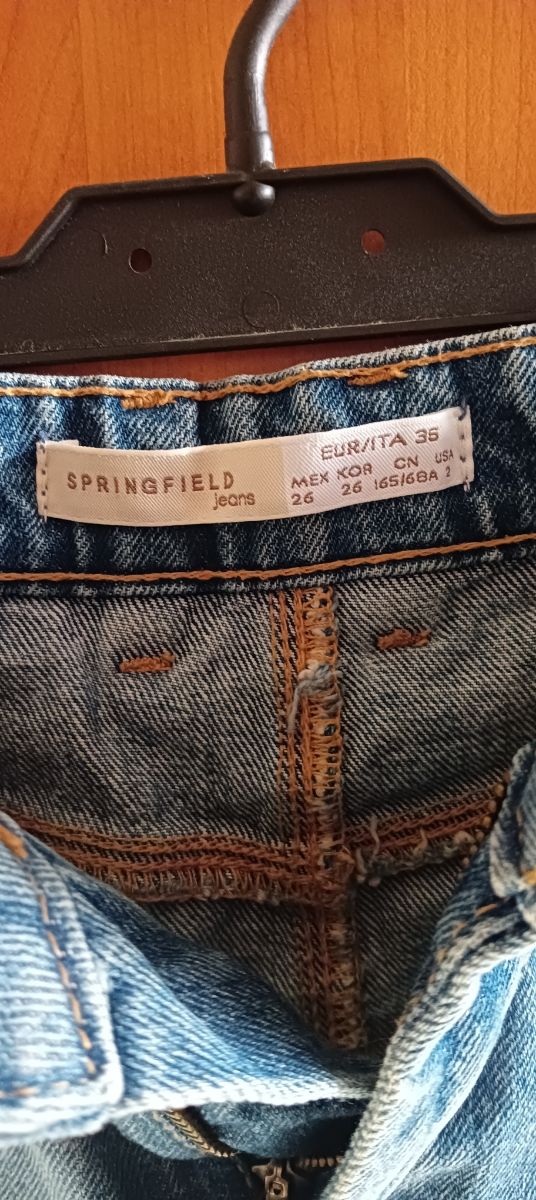 SPRINGFIELD
jeans
EUR/ITA 36
MEX KOR CN USA
26 26 165/68A 2